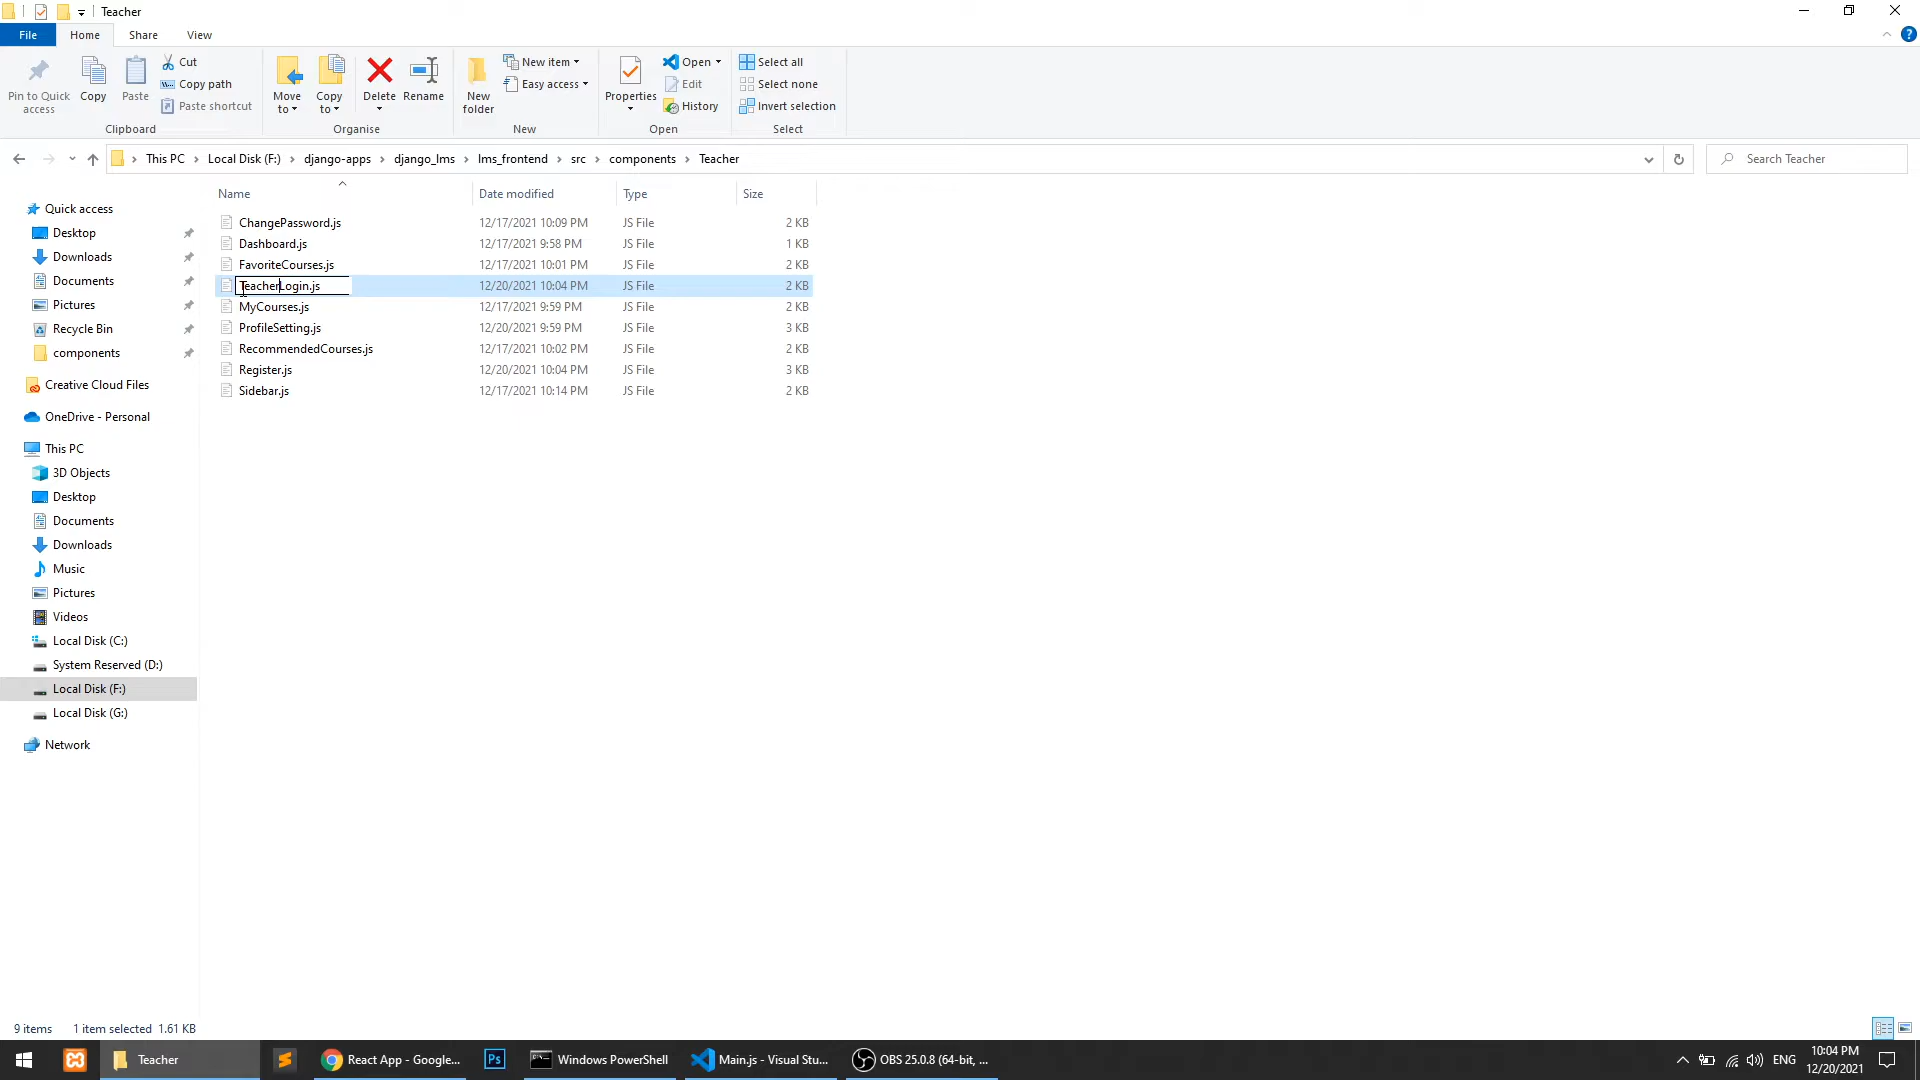 Teacher
File Home Share View
Pin to Quick access
Copy
Paste
Cut
Copy path
Paste shortcut
Clipboard
Move to
Copy to
Delete
Rename
Organise
New folder
New item
Easy access
New
Properties
Open
Edit
History
Open
Select all
Select none
Invert selection
Select
This PC > Local Disk (F:) > django-apps > django_lms > lms_frontend > src > components > Teacher
Search Teacher
Name Date modified Type Size
ChangePassword.js 12/17/2021 10:09 PM JS File 2 KB
Dashboard.js 12/17/2021 9:58 PM JS File 1 KB
FavoriteCourses.js 12/17/2021 10:01 PM JS File 2 KB
TeacherLogin.js 12/20/2021 10:04 PM JS File 2 KB
MyCourses.js 12/17/2021 9:59 PM JS File 2 KB
ProfileSetting.js 12/20/2021 9:59 PM JS File 3 KB
RecommendedCourses.js 12/17/2021 10:02 PM JS File 2 KB
Register.js 12/20/2021 10:04 PM JS File 3 KB
Sidebar.js 12/17/2021 10:14 PM JS File 2 KB
Quick access
Desktop
Downloads
Documents
Pictures
Recycle Bin
components
Creative Cloud Files
OneDrive - Personal
This PC
3D Objects
Desktop
Documents
Downloads
Music
Pictures
Videos
Local Disk (C:)
System Reserved (D:)
Local Disk (F:)
Local Disk (G:)
Network
9 items 1 item selected 1.61 KB
Teacher
React App - Google...
Ps
Windows PowerShell
Main.js - Visual Stu...
OBS 25.0.8 (64-bit, ...
ENG
10:04 PM
12/20/2021